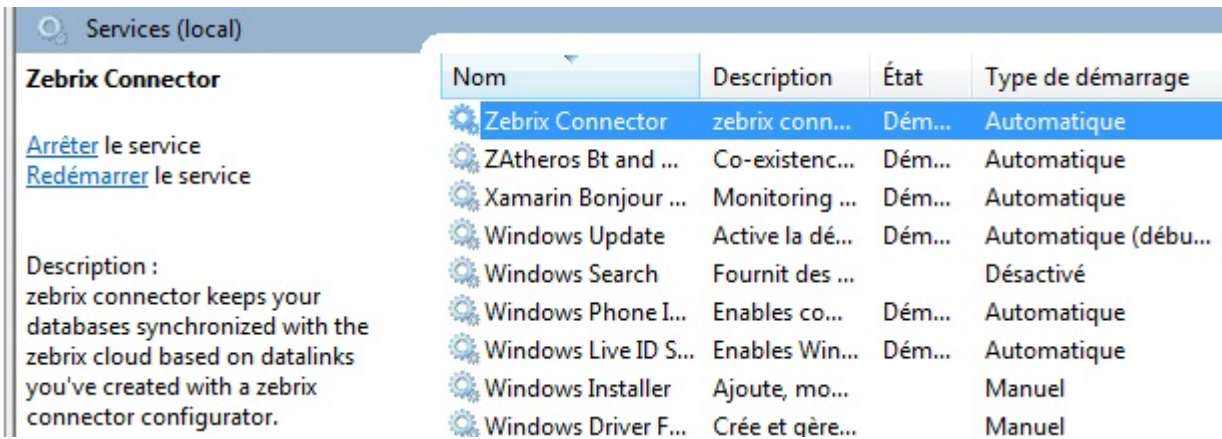 Services (local)
Zebrix Connector
Arrêter le service
Redémarrer le service
Description :
zebrix connector keeps your
databases synchronized with the
zebrix cloud based on datalinks
you've created with a zebrix
connector configurator.
Nom Description État Type de démarrage
Zebrix Connector zebrix conn... Dém... Automatique
ZAtheros Bt and ... Co-existenc... Dém... Automatique
Xamarin Bonjour ... Monitoring ... Dém... Automatique
Windows Update Active la dé... Dém... Automatique (débu...
Windows Search Fournit des ... Désactivé
Windows Phone I... Enables co... Dém... Automatique
Windows Live ID S... Enables Win... Dém... Automatique
Windows Installer Ajoute, mo... Manuel
Windows Driver F... Crée et gère... Manuel